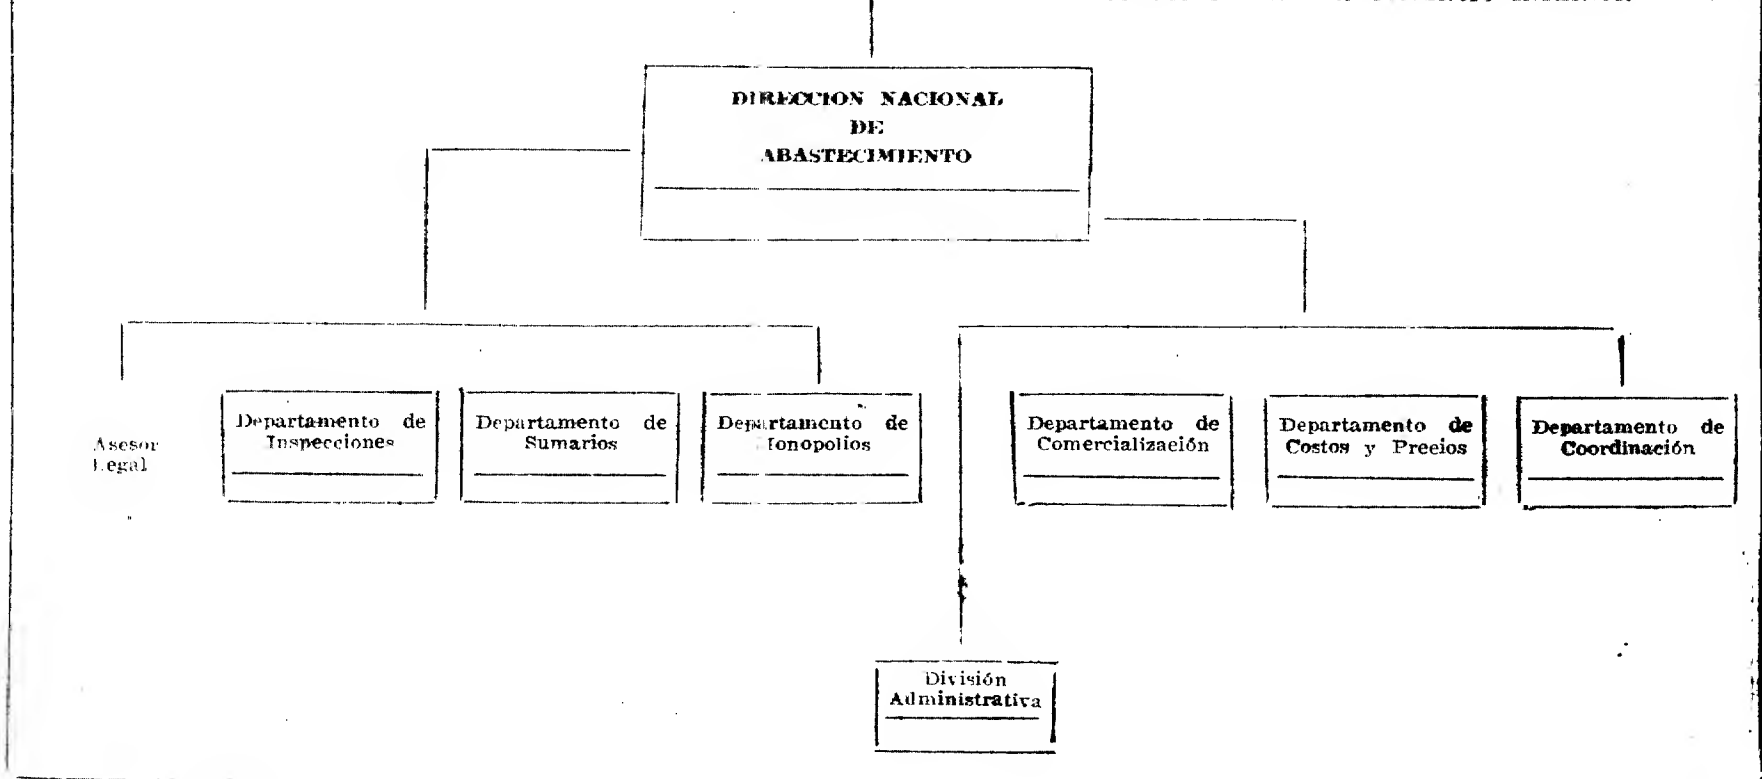 DIRECCION NACIONAL
DE
ABASTECIMIENTO
Asesor
Legal
Departamento de
Inspecciones
Departamento de
Sumarios
Departamento de
Monopolios
Departamento de
Comercialización
Departamento de
Costos y Precios
Departamento de
Coordinación
División
Administrativa